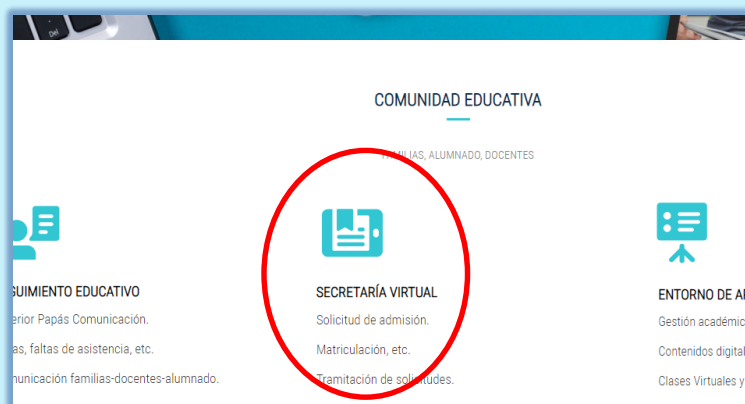 Del
COMUNIDAD EDUCATIVA
FAMILIAS, ALUMNADO, DOCENTES
GUIMIENTO EDUCATIVO
erior Papás Comunicación.
as, faltas de asistencia, etc.
municación familias-docentes-alumnado.
SECRETARÍA VIRTUAL
Solicitud de admisión.
Matriculación, etc.
Tramitación de solicitudes.
ENTORNO DE A
Gestión académic
Contenidos digital
Clases Virtuales y